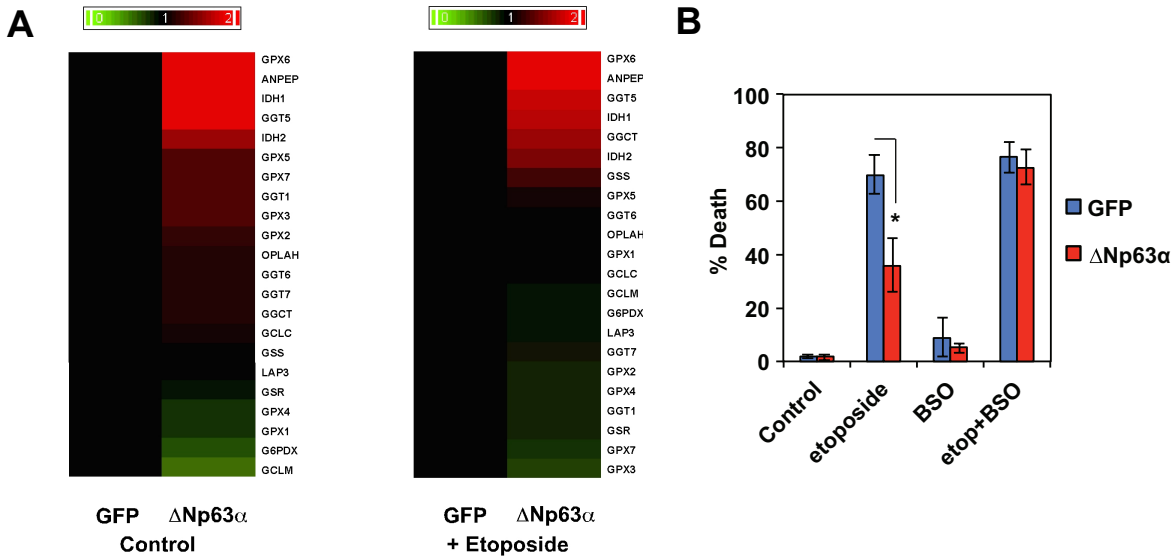 A
0 1 2
GPX6
ANPEP
IDH1
GGT5
IDH2
GPX5
GPX7
GGT1
GPX3
GPX2
OPLAH
GGT6
GGT7
GGCT
GCLC
GSS
LAP3
GSR
GPX4
GPX1
G6PDX
GCLM
GFP ΔNp63α
Control
0 1 2
GPX6
ANPEP
GGT5
IDH1
GGCT
IDH2
GSS
GPX5
GGT6
OPLAH
GPX1
GCLC
GCLM
G6PDX
LAP3
GGT7
GPX2
GPX4
GGT1
GSR
GPX7
GPX3
GFP ΔNp63α
+ Etoposide
B
% Death
100
80
60
40
20
0
*
Control
etoposide
BSO
etop+BSO
GFP
ΔNp63α